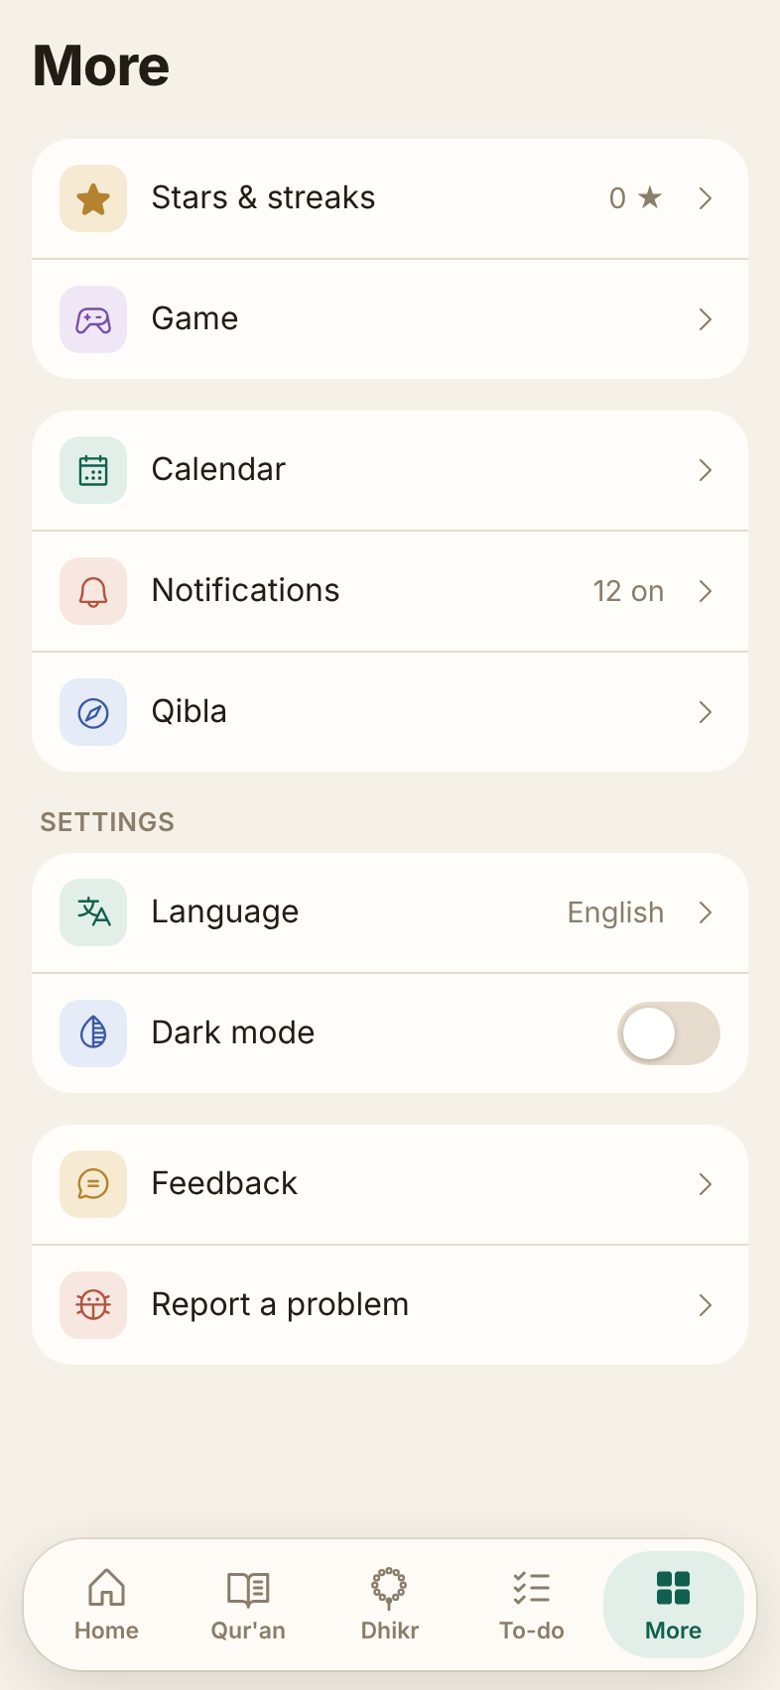 More
Stars & streaks 0 ★
Game
Calendar
Notifications 12 on
Qibla
SETTINGS
Language English
Dark mode
Feedback
Report a problem
Home Qur'an Dhikr To-do More